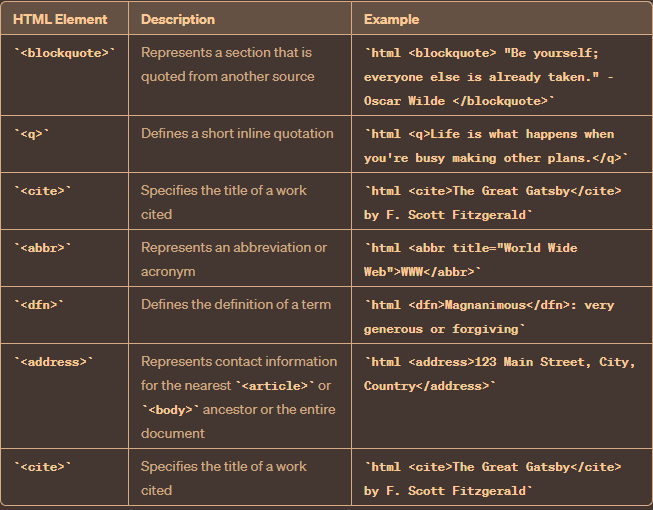 HTML Element Description Example
`<blockquote>` Represents a section that is `html <blockquote> "Be yourself;
quoted from another source everyone else is already taken." -
Oscar Wilde </blockquote>`
`<q>` Defines a short inline quotation `html <q>Life is what happens when
you're busy making other plans.</q>`
`<cite>` Specifies the title of a work `html <cite>The Great Gatsby</cite>
cited by F. Scott Fitzgerald`
`<abbr>` Represents an abbreviation or `html <abbr title="World Wide
acronym Web">WWW</abbr>`
`<dfn>` Defines the definition of a term `html <dfn>Magnanimous</dfn>: very
generous or forgiving`
`<address>` Represents contact information `html <address>123 Main Street, City,
for the nearest `<article>` or Country</address>`
`<body>` ancestor or the entire
document
`<cite>` Specifies the title of a work `html <cite>The Great Gatsby</cite>
cited by F. Scott Fitzgerald`